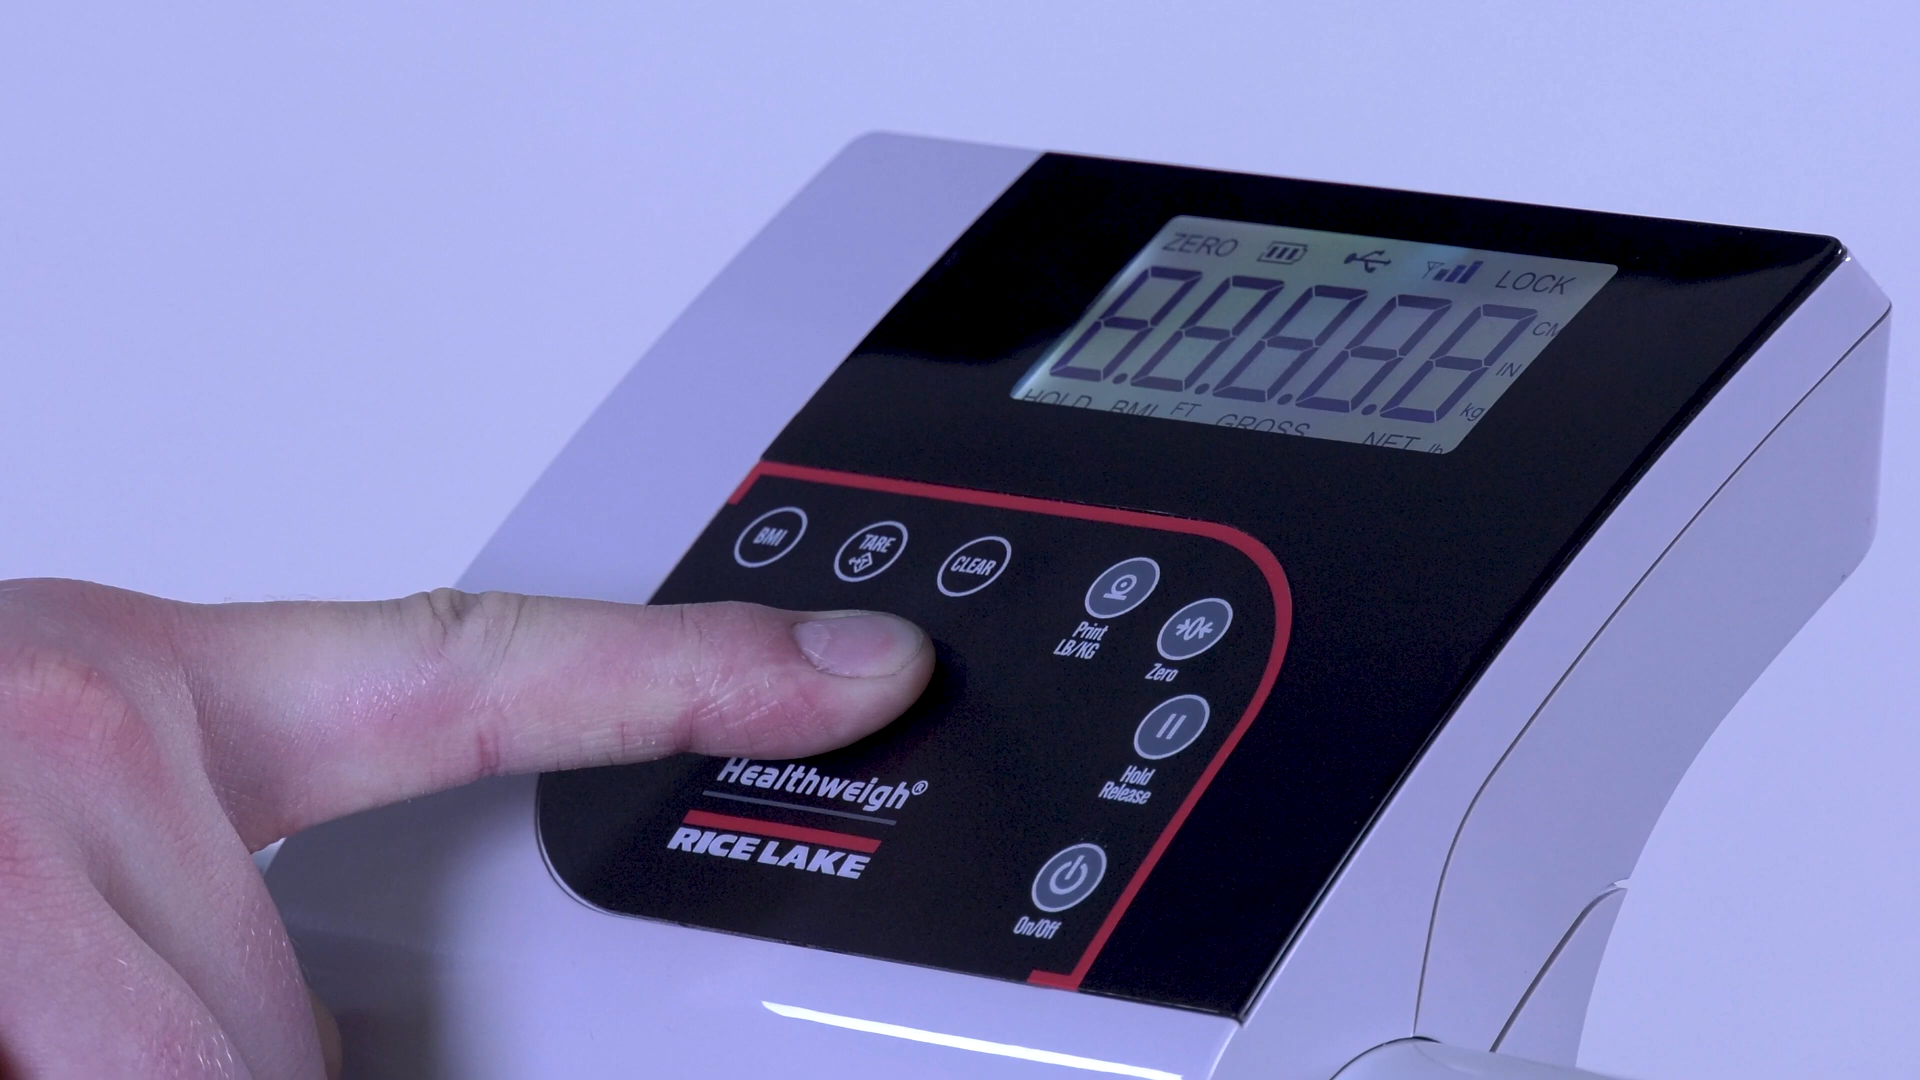 ZERO LOCK
8.8.8.8.8
CM
IN
kg
HOLD BMI FT GROSS NET lb
BMI
TARE
CLEAR
Print
LB/KG
>0<
Zero
Hold
Release
Healthweigh®
RICE LAKE
On/Off